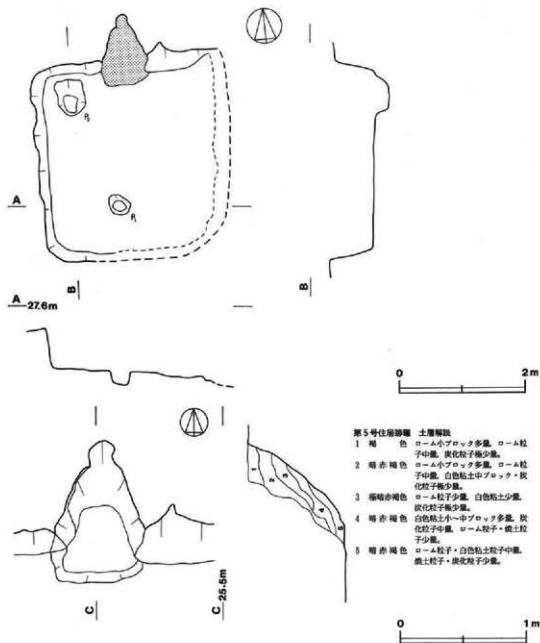 P₂
P₁
A
B
B
A 27.6m
0 2m
第5号住居跡竈 土層解説
1 褐色 ローム小ブロック多量，ローム粒
子中量，炭化粒子極少量。
2 暗赤褐色 ローム小ブロック多量，ローム粒
子中量，白色粘土中ブロック・炭
化粒子極少量。
3 極暗赤褐色 ローム粒子少量，白色粘土少量，
炭化粒子極少量。
4 暗赤褐色 白色粘土小～中ブロック多量，炭
化粒子中量，ローム粒子・焼土粒
子少量。
5 暗赤褐色 ローム粒子・白色粘土粒子中量，
焼土粒子・炭化粒子少量。
1
2
3
4
5
C
C 25.5m
0 1m